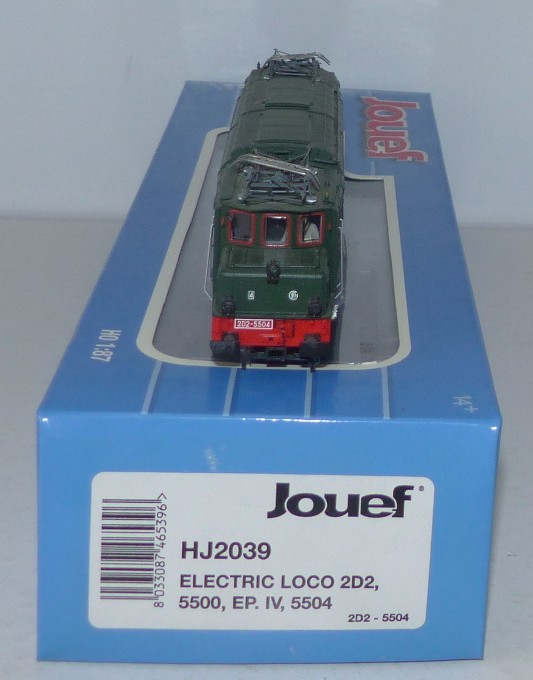 Jouef
2D2-5504
H0 1:87
14+
Jouef®
HJ2039
ELECTRIC LOCO 2D2,
5500, EP. IV, 5504
2D2 - 5504
8 033087 465396>